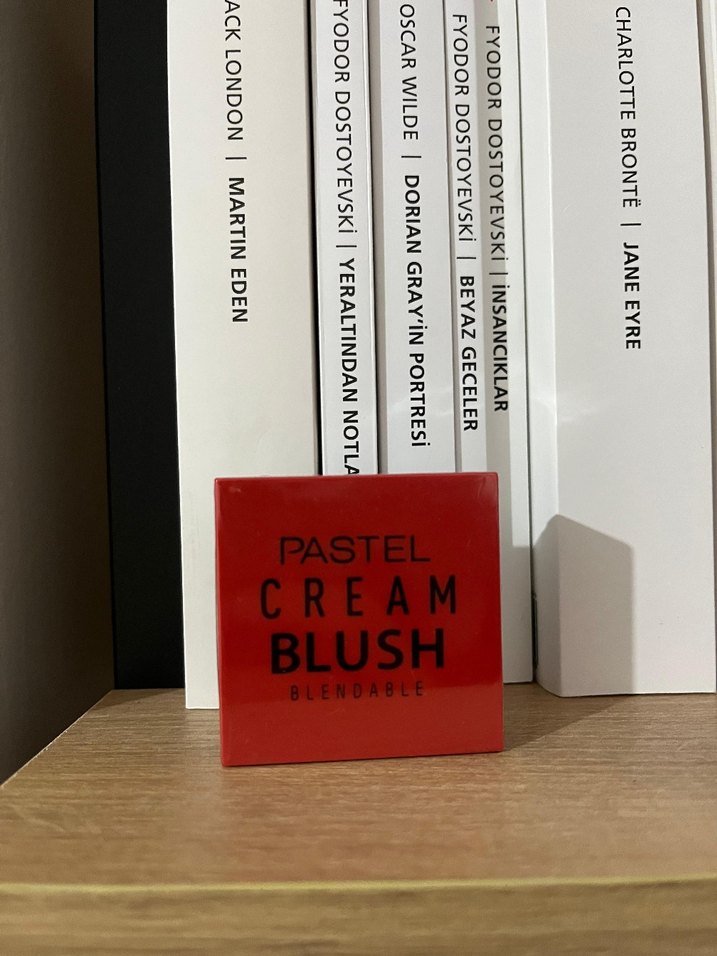 ACK LONDON | MARTIN EDEN
FYODOR DOSTOYEVSKİ | YERALTINDAN NOTLA
OSCAR WILDE | DORIAN GRAY'İN PORTRESİ
FYODOR DOSTOYEVSKİ | BEYAZ GECELER
FYODOR DOSTOYEVSKİ | İNSANCIKLAR
CHARLOTTE BRONTË | JANE EYRE
PASTEL
CREAM
BLUSH
BLENDABLE